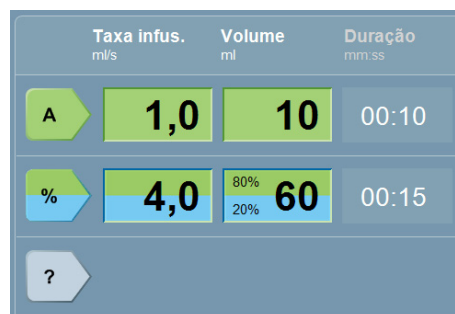 Taxa infus. Volume Duração
ml/s ml mm:ss
A 1,0 10 00:10
% 4,0 80% 20% 60 00:15
?